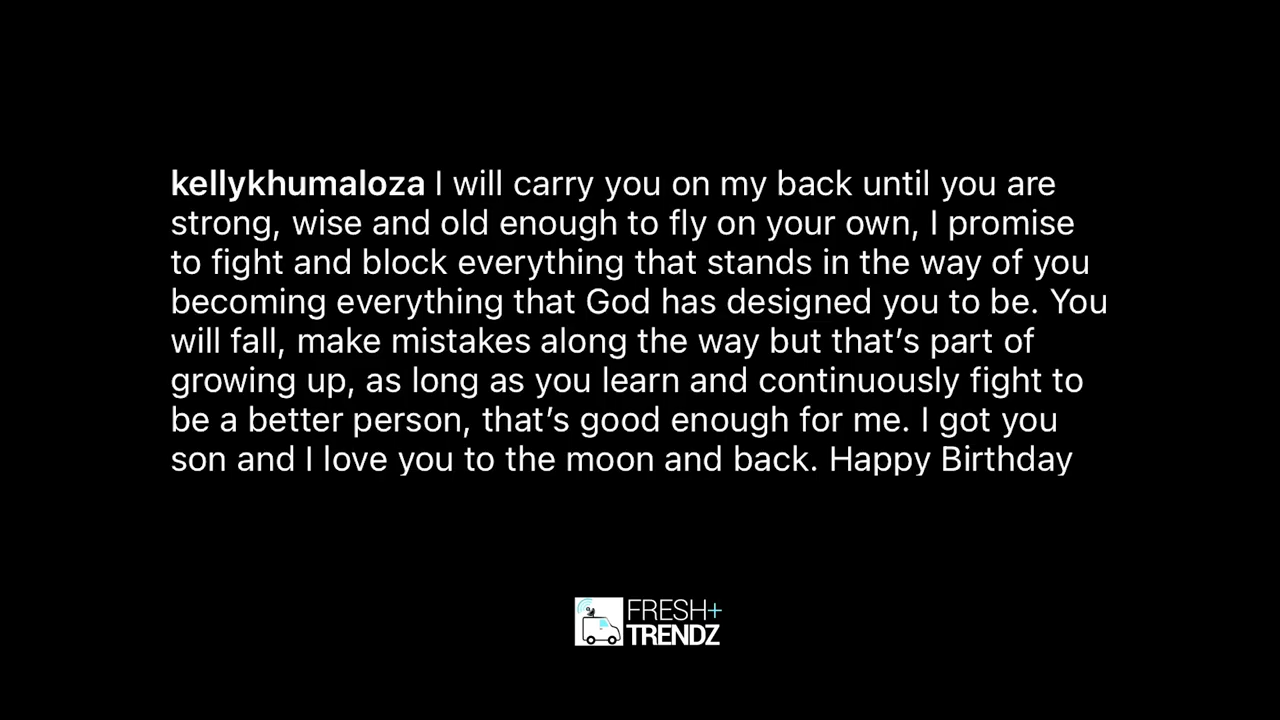 kellykhumaloza I will carry you on my back until you are
strong, wise and old enough to fly on your own, I promise
to fight and block everything that stands in the way of you
becoming everything that God has designed you to be. You
will fall, make mistakes along the way but that’s part of
growing up, as long as you learn and continuously fight to
be a better person, that’s good enough for me. I got you
son and I love you to the moon and back. Happy Birthday
FRESH+
TRENDZ